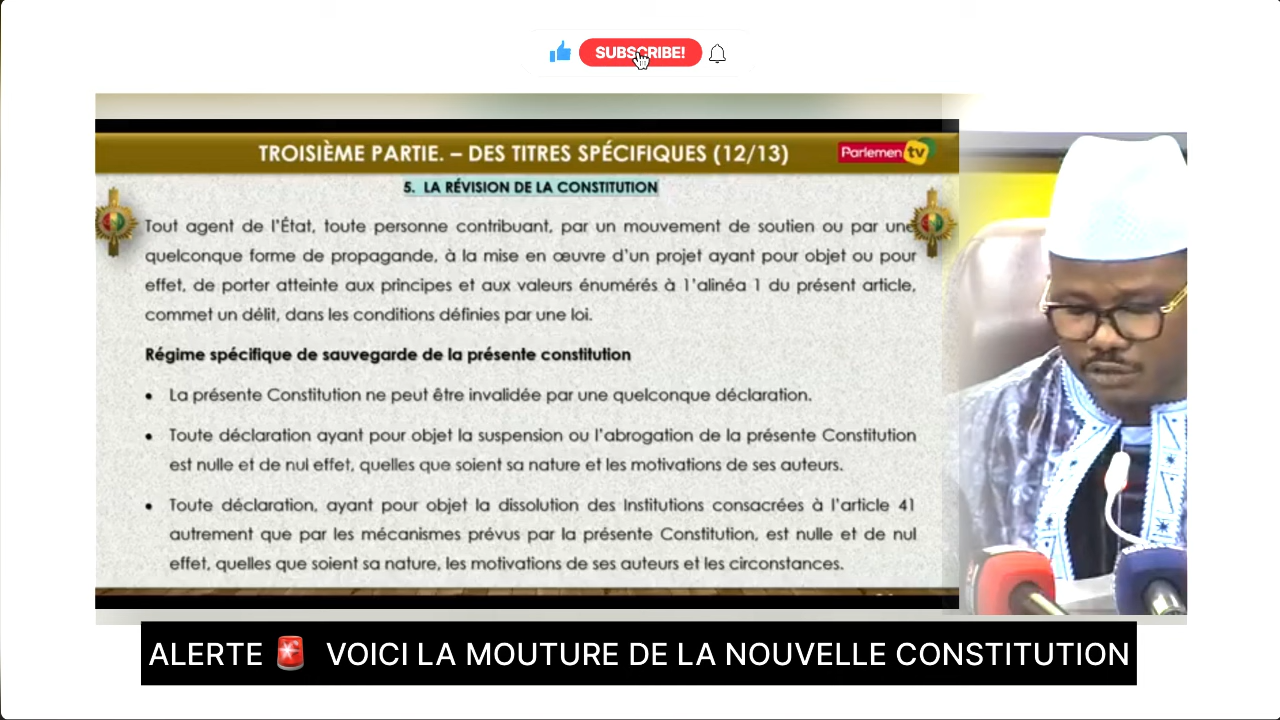 SUBSCRIBE!
TROISIÈME PARTIE. – DES TITRES SPÉCIFIQUES (12/13)
Parlemen tv
5. LA RÉVISION DE LA CONSTITUTION
Tout agent de l'État, toute personne contribuant, par un mouvement de soutien ou par une
quelconque forme de propagande, à la mise en œuvre d'un projet ayant pour objet ou pour
effet, de porter atteinte aux principes et aux valeurs énumérés à l'alinéa 1 du présent article,
commet un délit, dans les conditions définies par une loi.
Régime spécifique de sauvegarde de la présente constitution
• La présente Constitution ne peut être invalidée par une quelconque déclaration.
• Toute déclaration ayant pour objet la suspension ou l'abrogation de la présente Constitution
est nulle et de nul effet, quelles que soient sa nature et les motivations de ses auteurs.
• Toute déclaration, ayant pour objet la dissolution des Institutions consacrées à l'article 41
autrement que par les mécanismes prévus par la présente Constitution, est nulle et de nul
effet, quelles que soient sa nature, les motivations de ses auteurs et les circonstances.
ALERTE 🚨 VOICI LA MOUTURE DE LA NOUVELLE CONSTITUTION